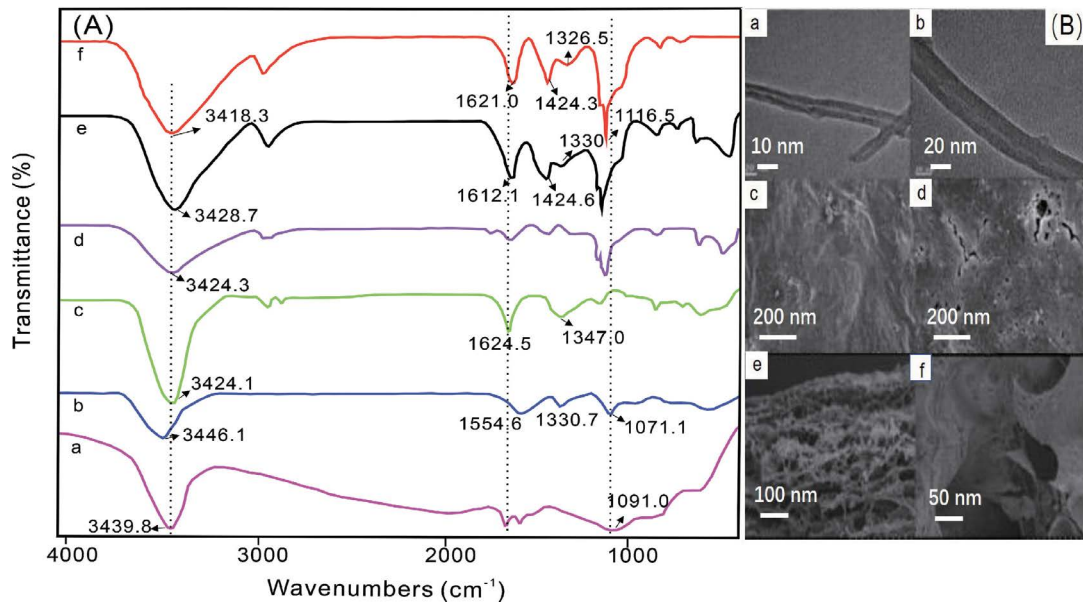 (A)
f
1326.5
3418.3
1621.0
1424.3
1116.5
e
1330
1612.1
1424.6
3428.7
d
3424.3
c
1624.5
1347.0
3424.1
b
1554.6
1330.7
1071.1
3446.1
a
3439.8
1091.0
Transmittance (%)
4000
3000
2000
1000
Wavenumbers (cm⁻¹)
a
b
(B)
10 nm
20 nm
c
d
200 nm
200 nm
e
f
100 nm
50 nm